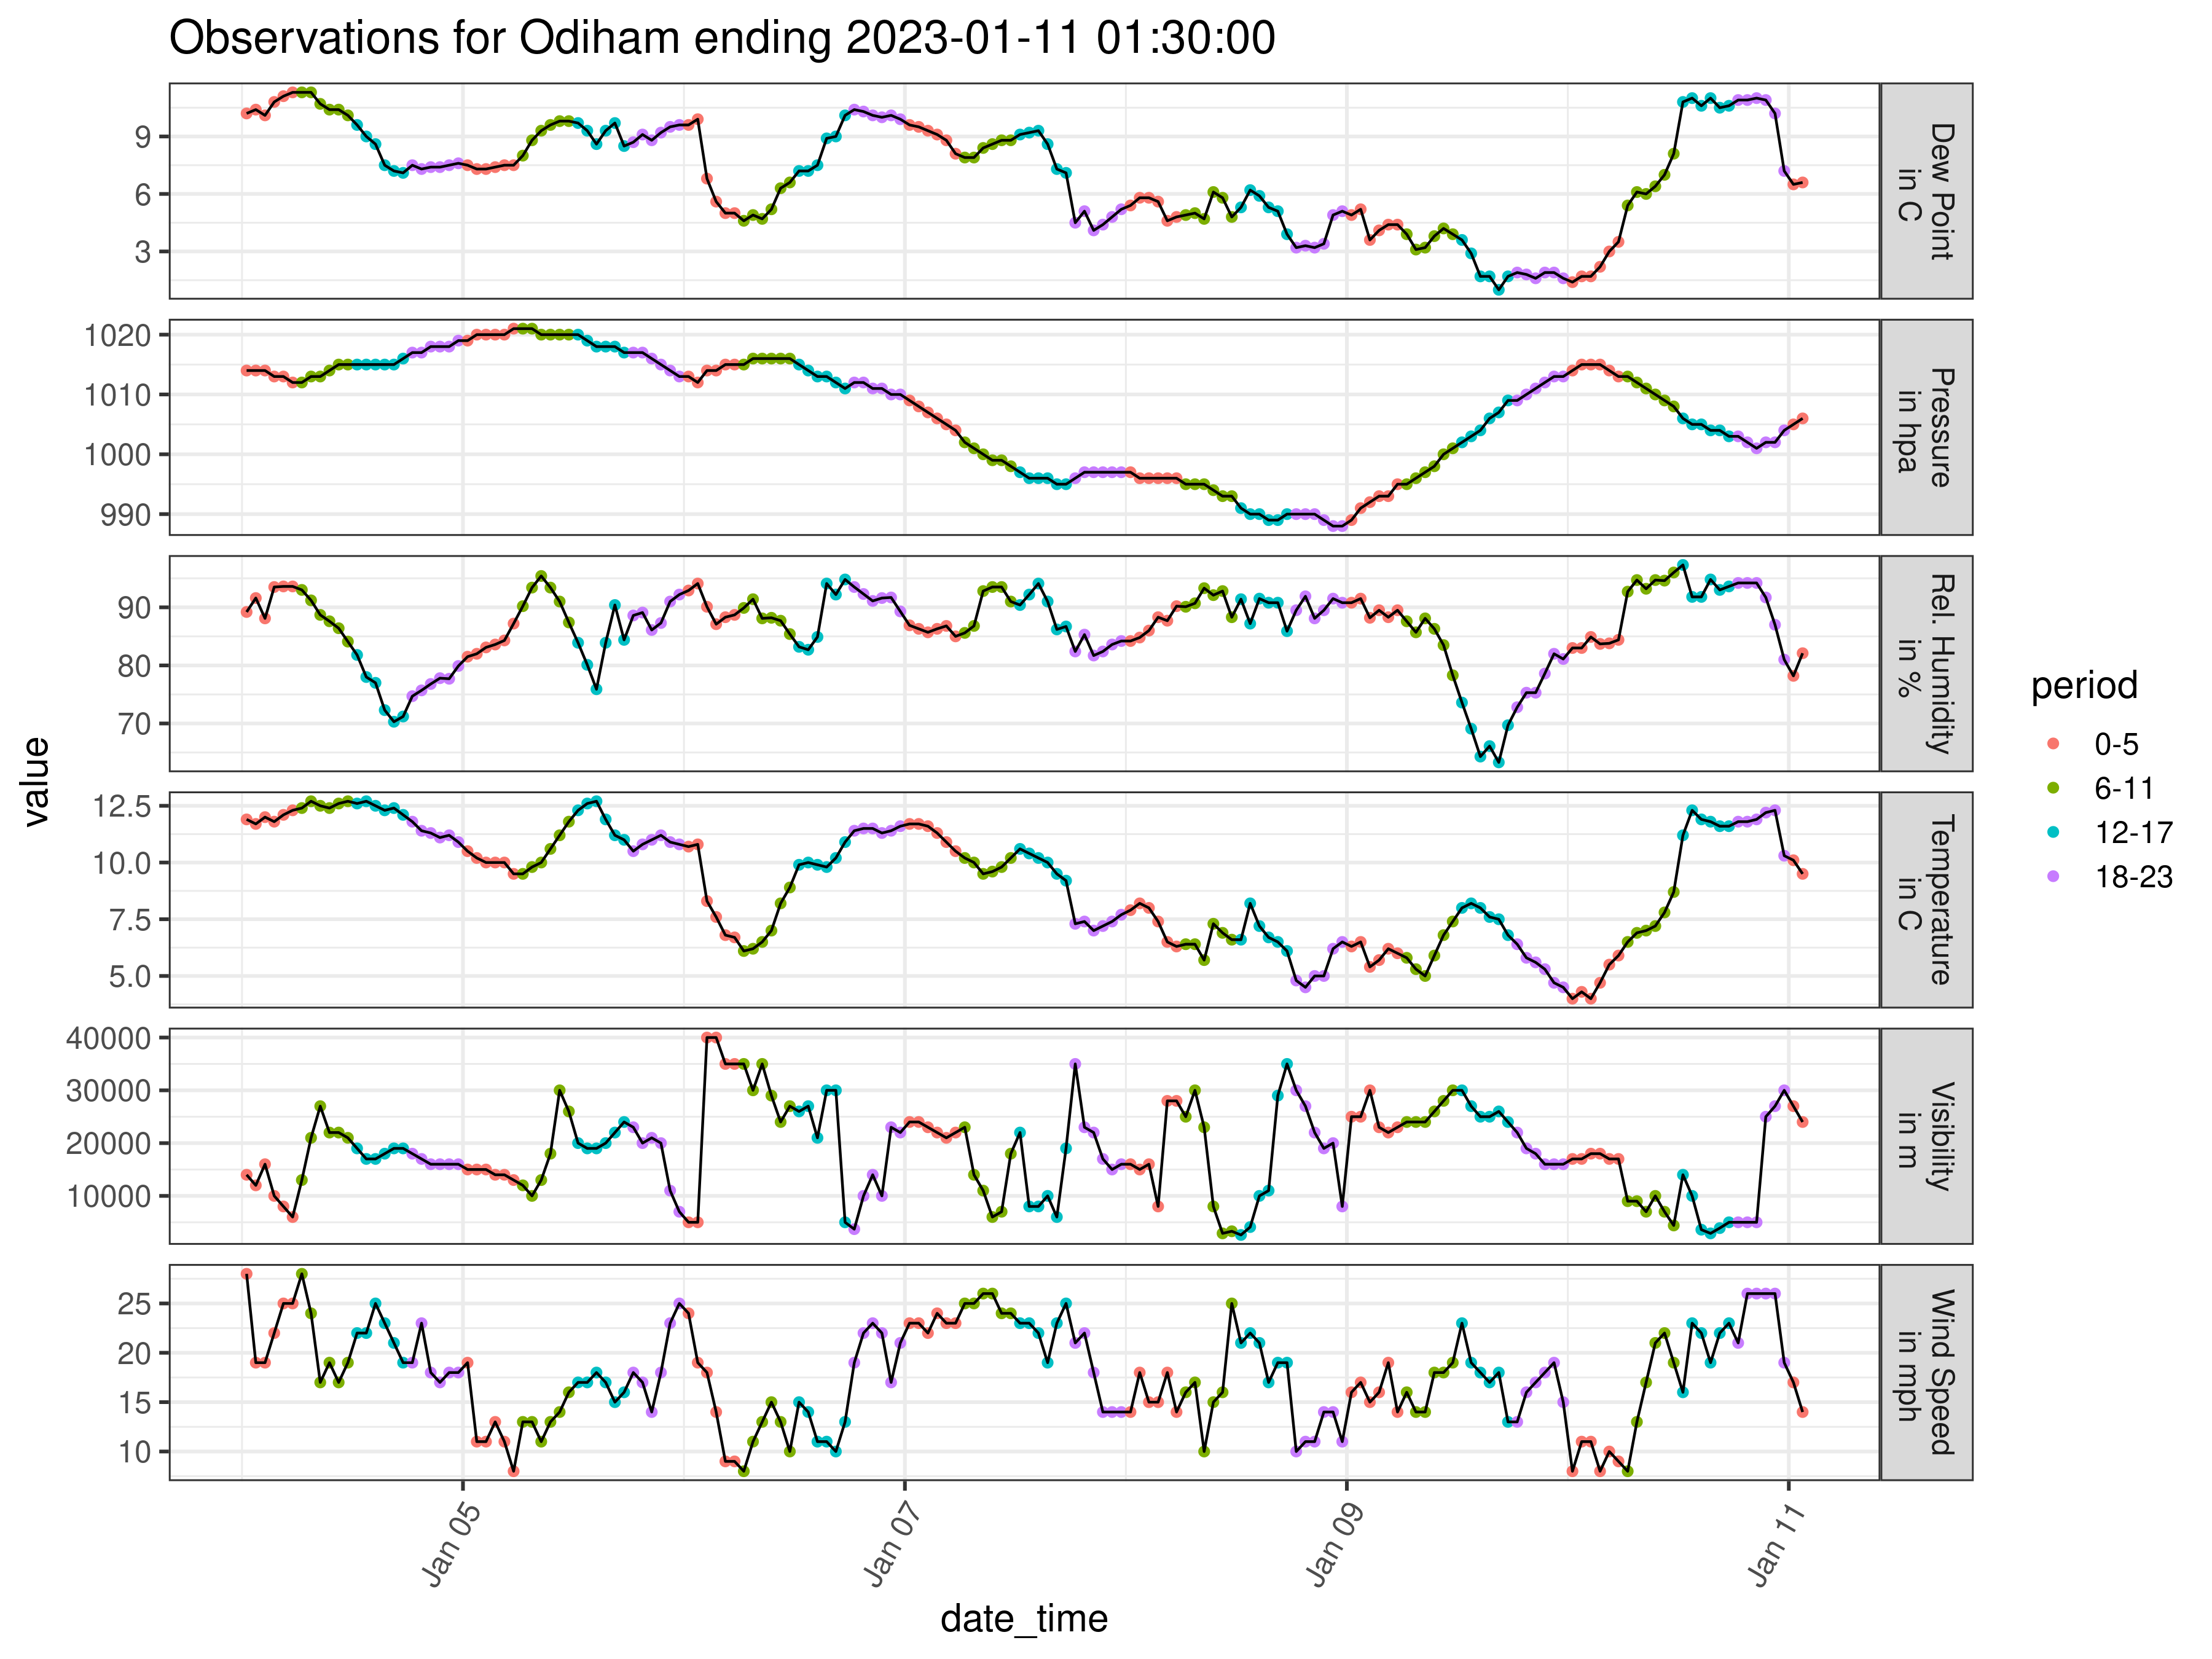 Observations for Odiham ending 2023-01-11 01:30:00
value
9
6
3
Dew Point
in C
1020
1010
1000
990
Pressure
in hpa
90
80
70
Rel. Humidity
in %
12.5
10.0
7.5
5.0
Temperature
in C
40000
30000
20000
10000
Visibility
in m
25
20
15
10
Wind Speed
in mph
Jan 05
Jan 07
Jan 09
Jan 11
date_time
period
0-5
6-11
12-17
18-23